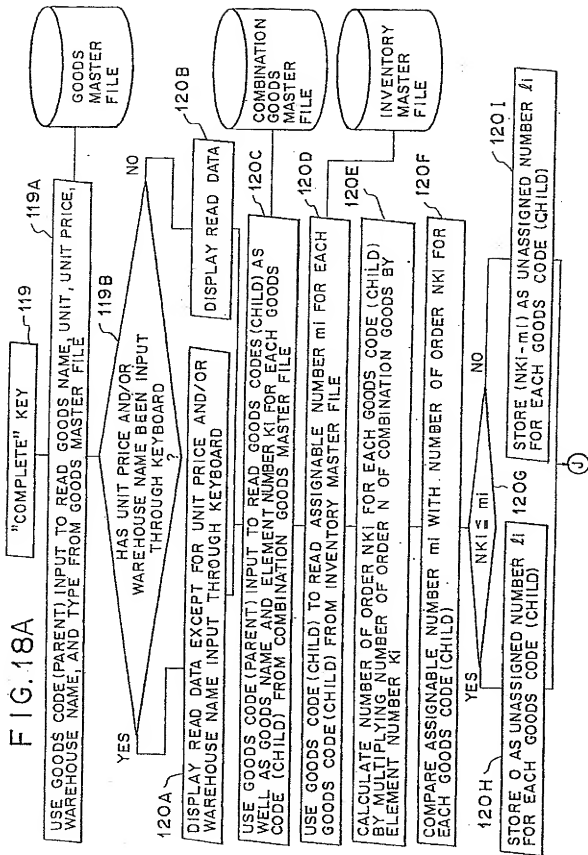 FIG. 18A
"COMPLETE" KEY
119
119A
USE GOODS CODE (PARENT) INPUT TO READ GOODS NAME, UNIT, UNIT PRICE,
WAREHOUSE NAME, AND TYPE FROM GOODS MASTER FILE
GOODS
MASTER
FILE
119B
HAS UNIT PRICE AND/OR
WAREHOUSE NAME BEEN INPUT
THROUGH KEYBOARD
?
YES
NO
120A
DISPLAY READ DATA EXCEPT FOR UNIT PRICE AND/OR
WAREHOUSE NAME INPUT THROUGH KEYBOARD
120B
DISPLAY READ DATA
120C
USE GOODS CODE (PARENT) INPUT TO READ GOODS CODES (CHILD) AS
WELL AS GOODS NAME AND ELEMENT NUMBER Ki FOR EACH GOODS
CODE (CHILD) FROM COMBINATION GOODS MASTER FILE
COMBINATION
GOODS
MASTER
FILE
120D
USE GOODS CODE (CHILD) TO READ ASSIGNABLE NUMBER mi FOR EACH
GOODS CODE (CHILD) FROM INVENTORY MASTER FILE
INVENTORY
MASTER
FILE
120E
CALCULATE NUMBER OF ORDER NKi FOR EACH GOODS CODE (CHILD)
BY MULTIPLYING NUMBER OF ORDER N OF COMBINATION GOODS BY
ELEMENT NUMBER Ki
120F
COMPARE ASSIGNABLE NUMBER mi WITH NUMBER OF ORDER NKi FOR
EACH GOODS CODE (CHILD)
120G
NKi ≦ mi
YES
NO
120H
STORE 0 AS UNASSIGNED NUMBER ℓi
FOR EACH GOODS CODE (CHILD)
120I
STORE (NKi-mi) AS UNASSIGNED NUMBER ℓi
FOR EACH GOODS CODE (CHILD)
J